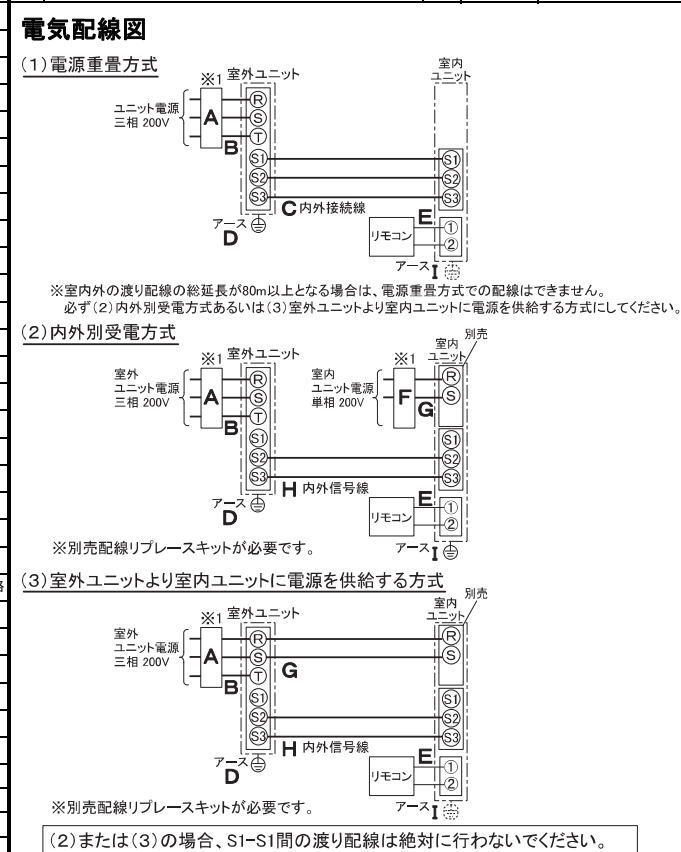 電気配線図
(1)電源重畳方式
※1
室外ユニット
室内
ユニット
ユニット電源
三相 200V
A
B
R
S
T
S1
S2
S3
S1
S2
S3
C 内外接続線
アース
D
リモコン
E
①
②
アース I
※室内外の渡り配線の総延長が80m以上となる場合は、電源重畳方式での配線はできません。
必ず(2)内外別受電方式あるいは(3)室外ユニットより室内ユニットに電源を供給する方式にしてください。
(2)内外別受電方式
※1
室外ユニット
※1
室内
ユニット
別売
室外
ユニット電源
三相 200V
A
B
R
S
T
S1
S2
S3
室内
ユニット電源
単相 200V
F
G
R
S
S1
S2
S3
H 内外信号線
アース
D
リモコン
E
①
②
アース I
※別売配線リプレースキットが必要です。
(3)室外ユニットより室内ユニットに電源を供給する方式
※1
室外ユニット
室内
ユニット
別売
室外
ユニット電源
三相 200V
A
B
R
S
T
S1
S2
S3
G
R
S
S1
S2
S3
H 内外信号線
アース
D
リモコン
E
①
②
アース I
※別売配線リプレースキットが必要です。
(2)または(3)の場合、S1-S1間の渡り配線は絶対に行わないでください。